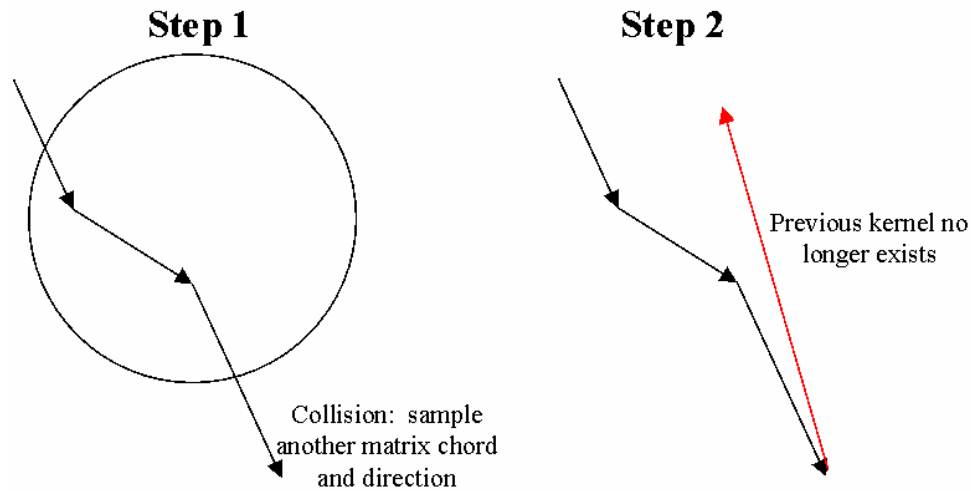 Step 1
Step 2
Collision: sample
another matrix chord
and direction
Previous kernel no
longer exists